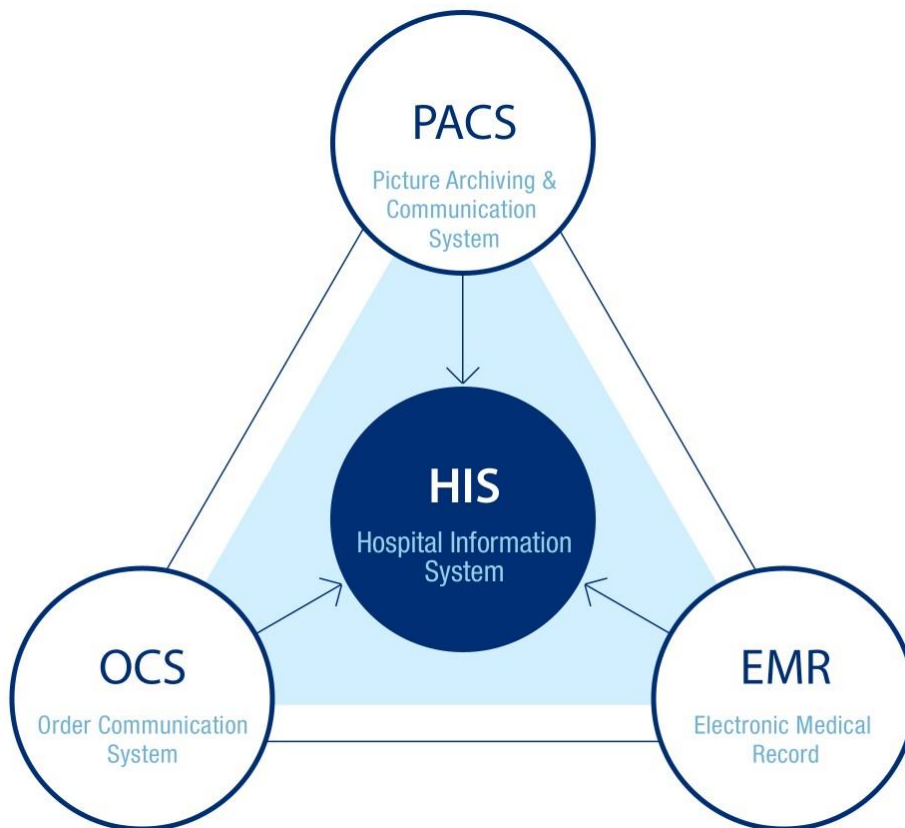 PACS
Picture Archiving &
Communication
System
HIS
Hospital Information
System
OCS
Order Communication
System
EMR
Electronic Medical
Record